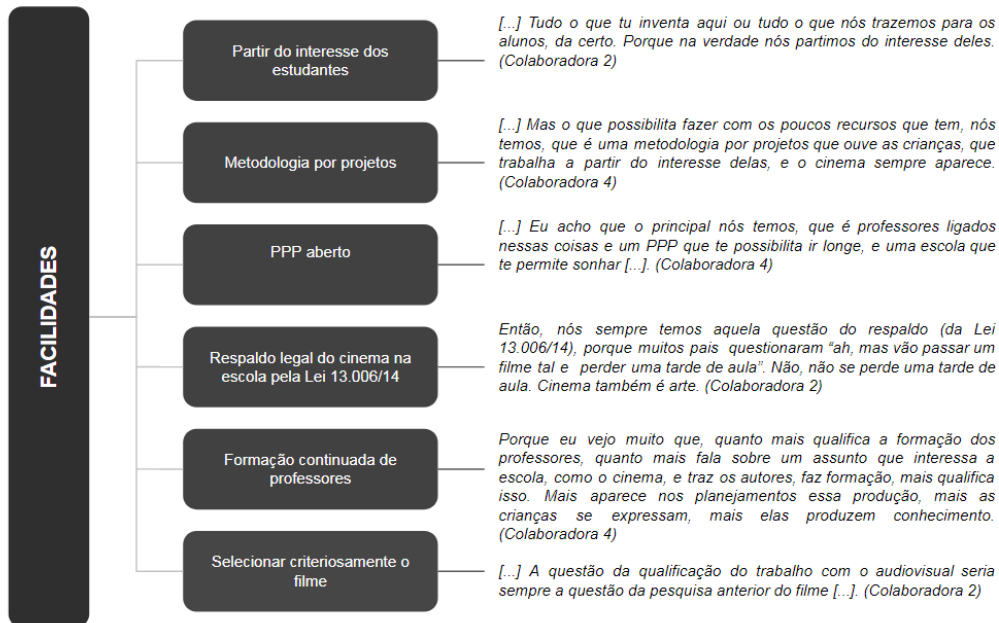 FACILIDADES
Partir do interesse dos
estudantes
[...] Tudo o que tu inventa aqui ou tudo o que nós trazemos para os
alunos, da certo. Porque na verdade nós partimos do interesse deles.
(Colaboradora 2)
Metodologia por projetos
[...] Mas o que possibilita fazer com os poucos recursos que tem, nós
temos, que é uma metodologia por projetos que ouve as crianças, que
trabalha a partir do interesse delas, e o cinema sempre aparece.
(Colaboradora 4)
PPP aberto
[...] Eu acho que o principal nós temos, que é professores ligados
nessas coisas e um PPP que te possibilita ir longe, e uma escola que
te permite sonhar [...]. (Colaboradora 4)
Respaldo legal do cinema na
escola pela Lei 13.006/14
Então, nós sempre temos aquela questão do respaldo (da Lei
13.006/14), porque muitos pais questionaram “ah, mas vão passar um
filme tal e perder uma tarde de aula”. Não, não se perde uma tarde de
aula. Cinema também é arte. (Colaboradora 2)
Formação continuada de
professores
Porque eu vejo muito que, quanto mais qualifica a formação dos
professores, quanto mais fala sobre um assunto que interessa a
escola, como o cinema, e traz os autores, faz formação, mais qualifica
isso. Mais aparece nos planejamentos essa produção, mais as
crianças se expressam, mais elas produzem conhecimento.
(Colaboradora 4)
Selecionar criteriosamente o
filme
[...] A questão da qualificação do trabalho com o audiovisual seria
sempre a questão da pesquisa anterior do filme [...]. (Colaboradora 2)